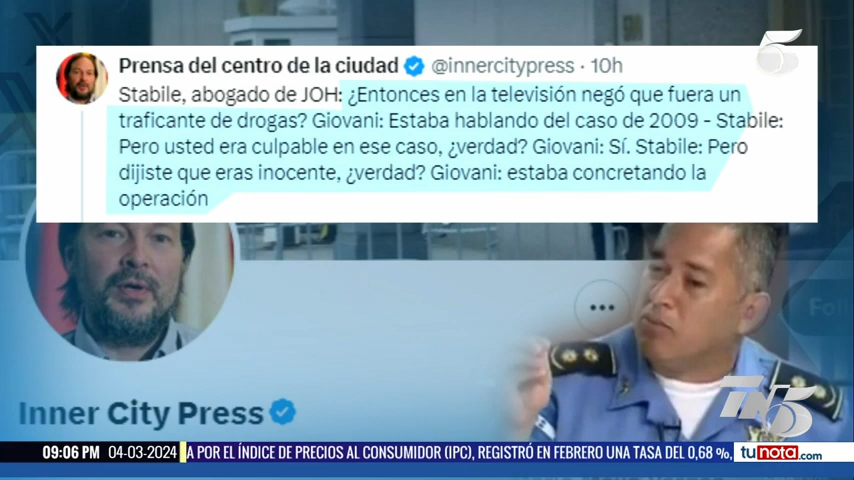 5
Prensa del centro de la ciudad @innercitypress · 10h
Stabile, abogado de JOH: ¿Entonces en la televisión negó que fuera un
traficante de drogas? Giovani: Estaba hablando del caso de 2009 - Stabile:
Pero usted era culpable en ese caso, ¿verdad? Giovani: Sí. Stabile: Pero
dijiste que eras inocente, ¿verdad? Giovani: estaba concretando la
operación
Inner City Press
TN5
09:06 PM 04-03-2024 A POR EL ÍNDICE DE PRECIOS AL CONSUMIDOR (IPC), REGISTRÓ EN FEBRERO UNA TASA DEL 0,68 %, tunota.com